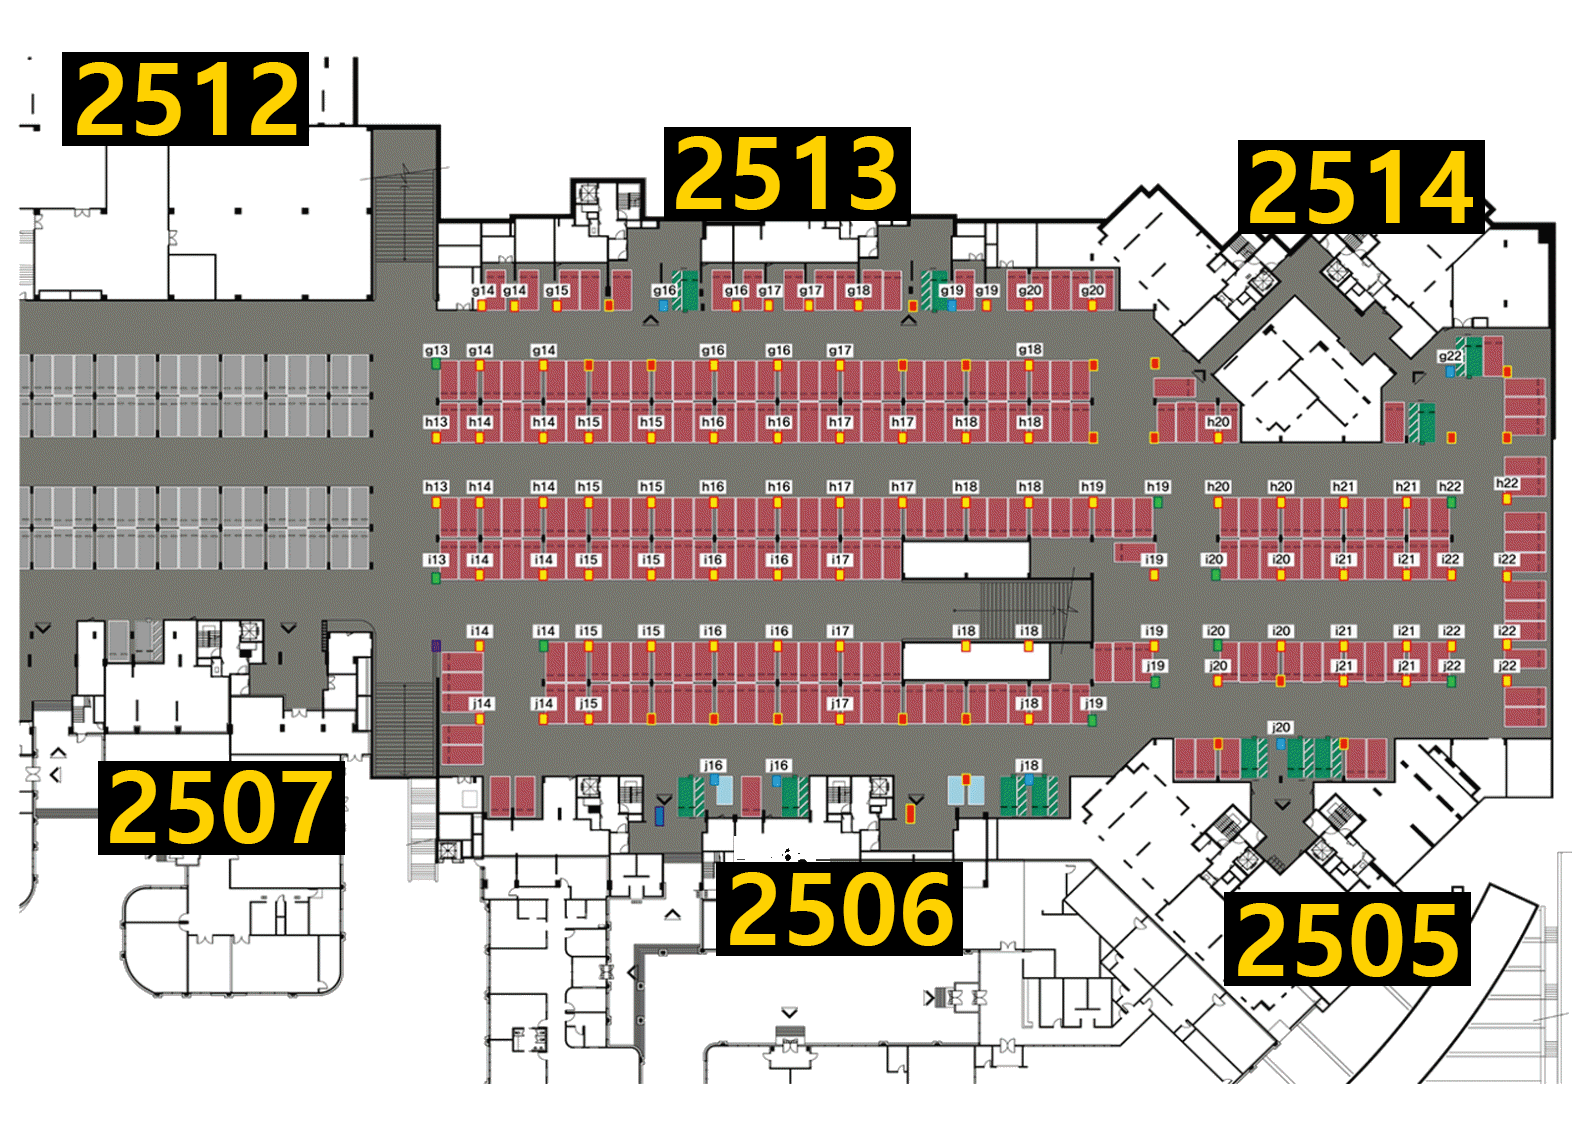 2512
2513
2514
g14 g14 g15 g16 g16 g17 g17 g18 g19 g19 g20 g20
g13 g14 g14 g16 g16 g17 g18 g22
h13 h14 h14 h15 h15 h16 h16 h17 h17 h18 h18 h20
h13 h14 h14 h15 h15 h16 h16 h17 h17 h18 h18 h19 h19 h20 h20 h21 h21 h22 h22
i13 i14 i14 i15 i15 i16 i16 i17 i19 i20 i20 i21 i21 i22 i22
i14 i14 i15 i15 i16 i16 i17 i18 i18 i19 i20 i20 i21 i21 i22 i22
j19 j20 j21 j21 j22 j22
j14 j14 j15 j17 j18 j19
j20
j16 j16 j18
2507
2506
2505